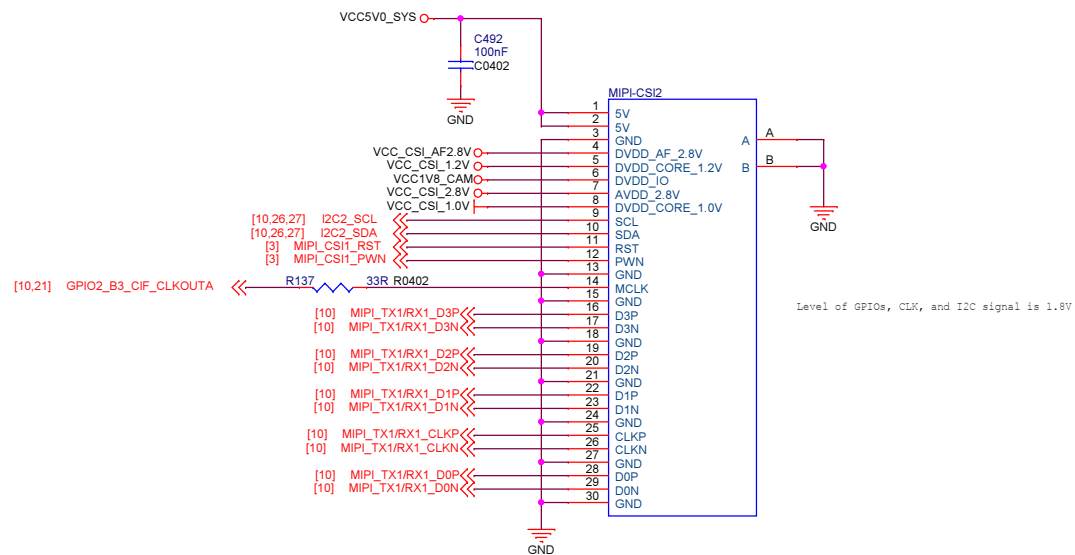 VCC5V0_SYS
C492
100nF
C0402
GND
MIPI-CSI2
1 5V
2 5V
3 GND
VCC_CSI_AF2.8V 4 DVDD_AF_2.8V
VCC_CSI_1.2V 5 DVDD_CORE_1.2V
VCC1V8_CAM 6 DVDD_IO
VCC_CSI_2.8V 7 AVDD_2.8V
VCC_CSI_1.0V 8 DVDD_CORE_1.0V
[10,26,27] I2C2_SCL 9 SCL
[10,26,27] I2C2_SDA 10 SDA
[3] MIPI_CSI1_RST 11 RST
[3] MIPI_CSI1_PWN 12 PWN
13 GND
[10,21] GPIO2_B3_CIF_CLKOUTA R137 33R R0402 14 MCLK
15 GND
[10] MIPI_TX1/RX1_D3P 16 D3P
[10] MIPI_TX1/RX1_D3N 17 D3N
18 GND
[10] MIPI_TX1/RX1_D2P 19 D2P
[10] MIPI_TX1/RX1_D2N 20 D2N
21 GND
[10] MIPI_TX1/RX1_D1P 22 D1P
[10] MIPI_TX1/RX1_D1N 23 D1N
24 GND
[10] MIPI_TX1/RX1_CLKP 25 CLKP
[10] MIPI_TX1/RX1_CLKN 26 CLKN
27 GND
[10] MIPI_TX1/RX1_D0P 28 D0P
[10] MIPI_TX1/RX1_D0N 29 D0N
30 GND
GND
A A
B B
GND
Level of GPIOs, CLK, and I2C signal is 1.8V